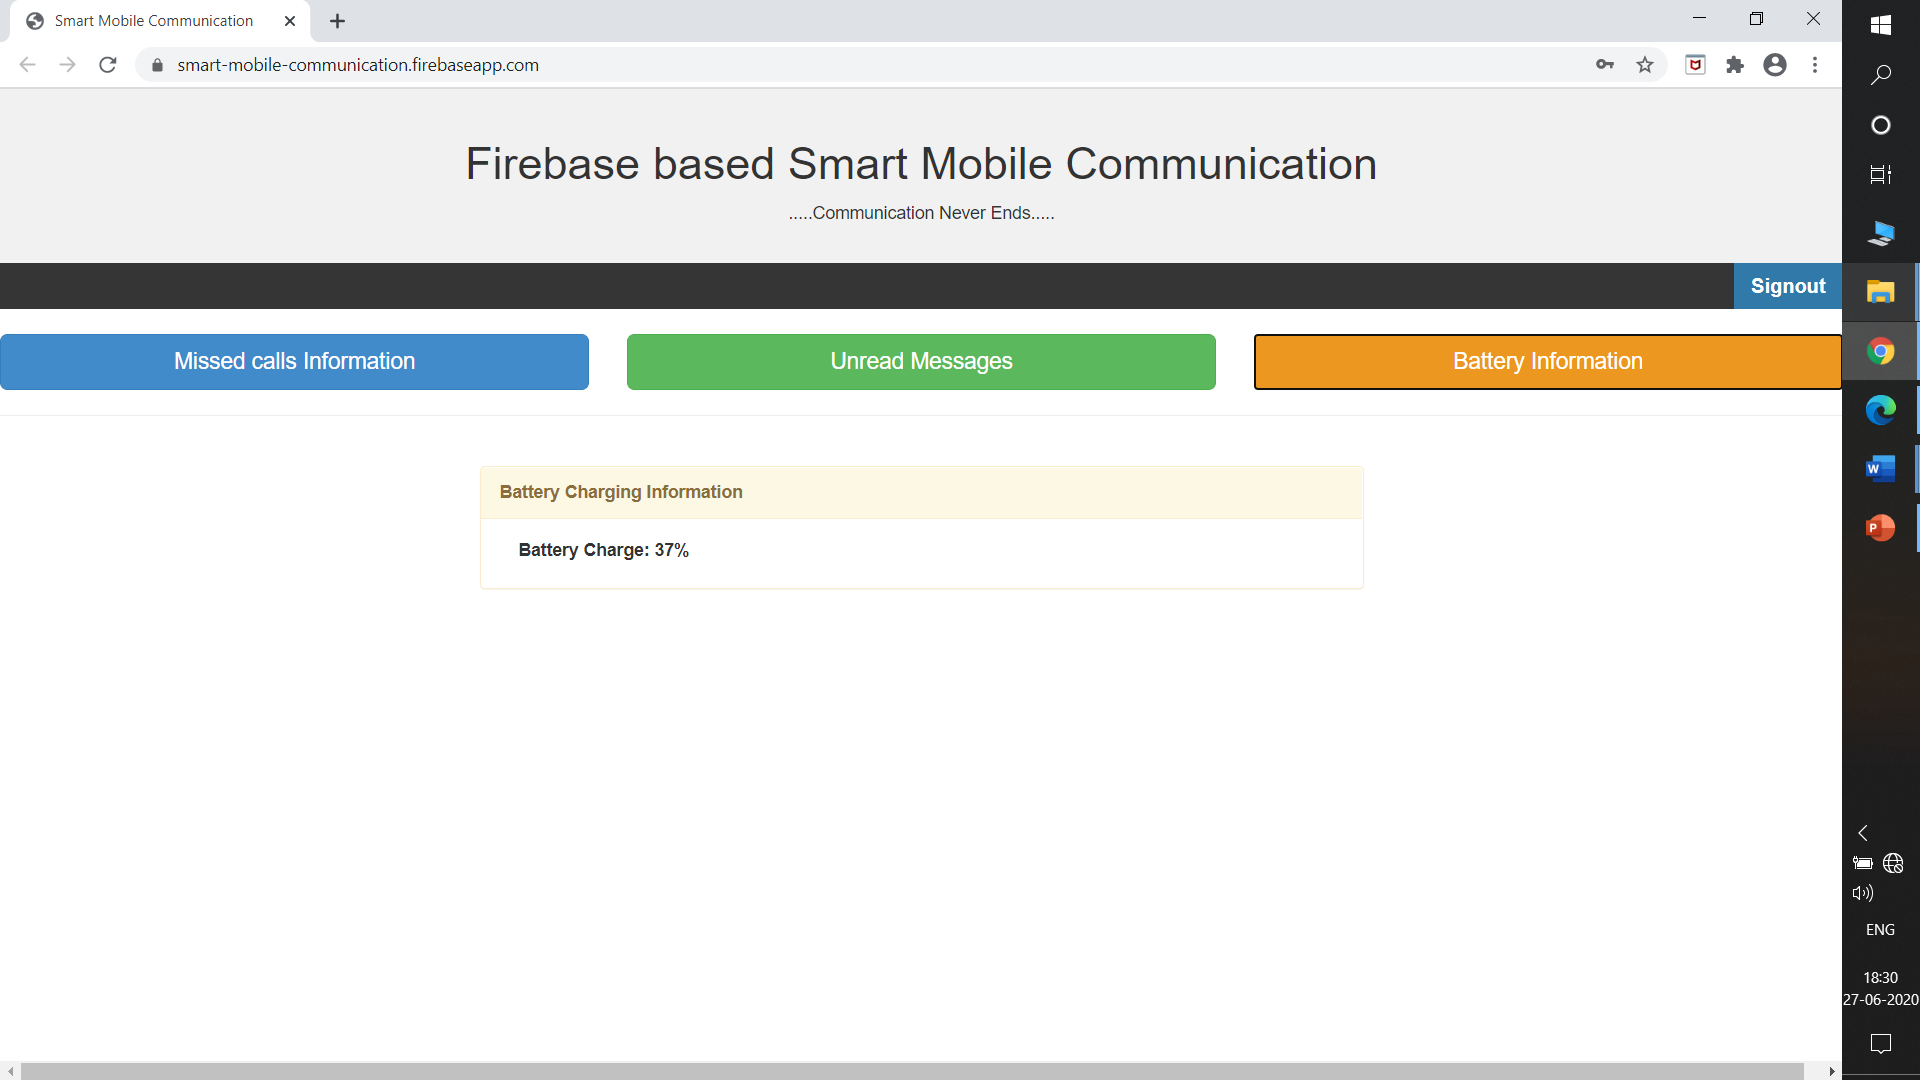 Smart Mobile Communication
smart-mobile-communication.firebaseapp.com
Firebase based Smart Mobile Communication
.....Communication Never Ends.....
Signout
Missed calls Information
Unread Messages
Battery Information
Battery Charging Information
Battery Charge: 37%
W
P
ENG
18:30
27-06-2020